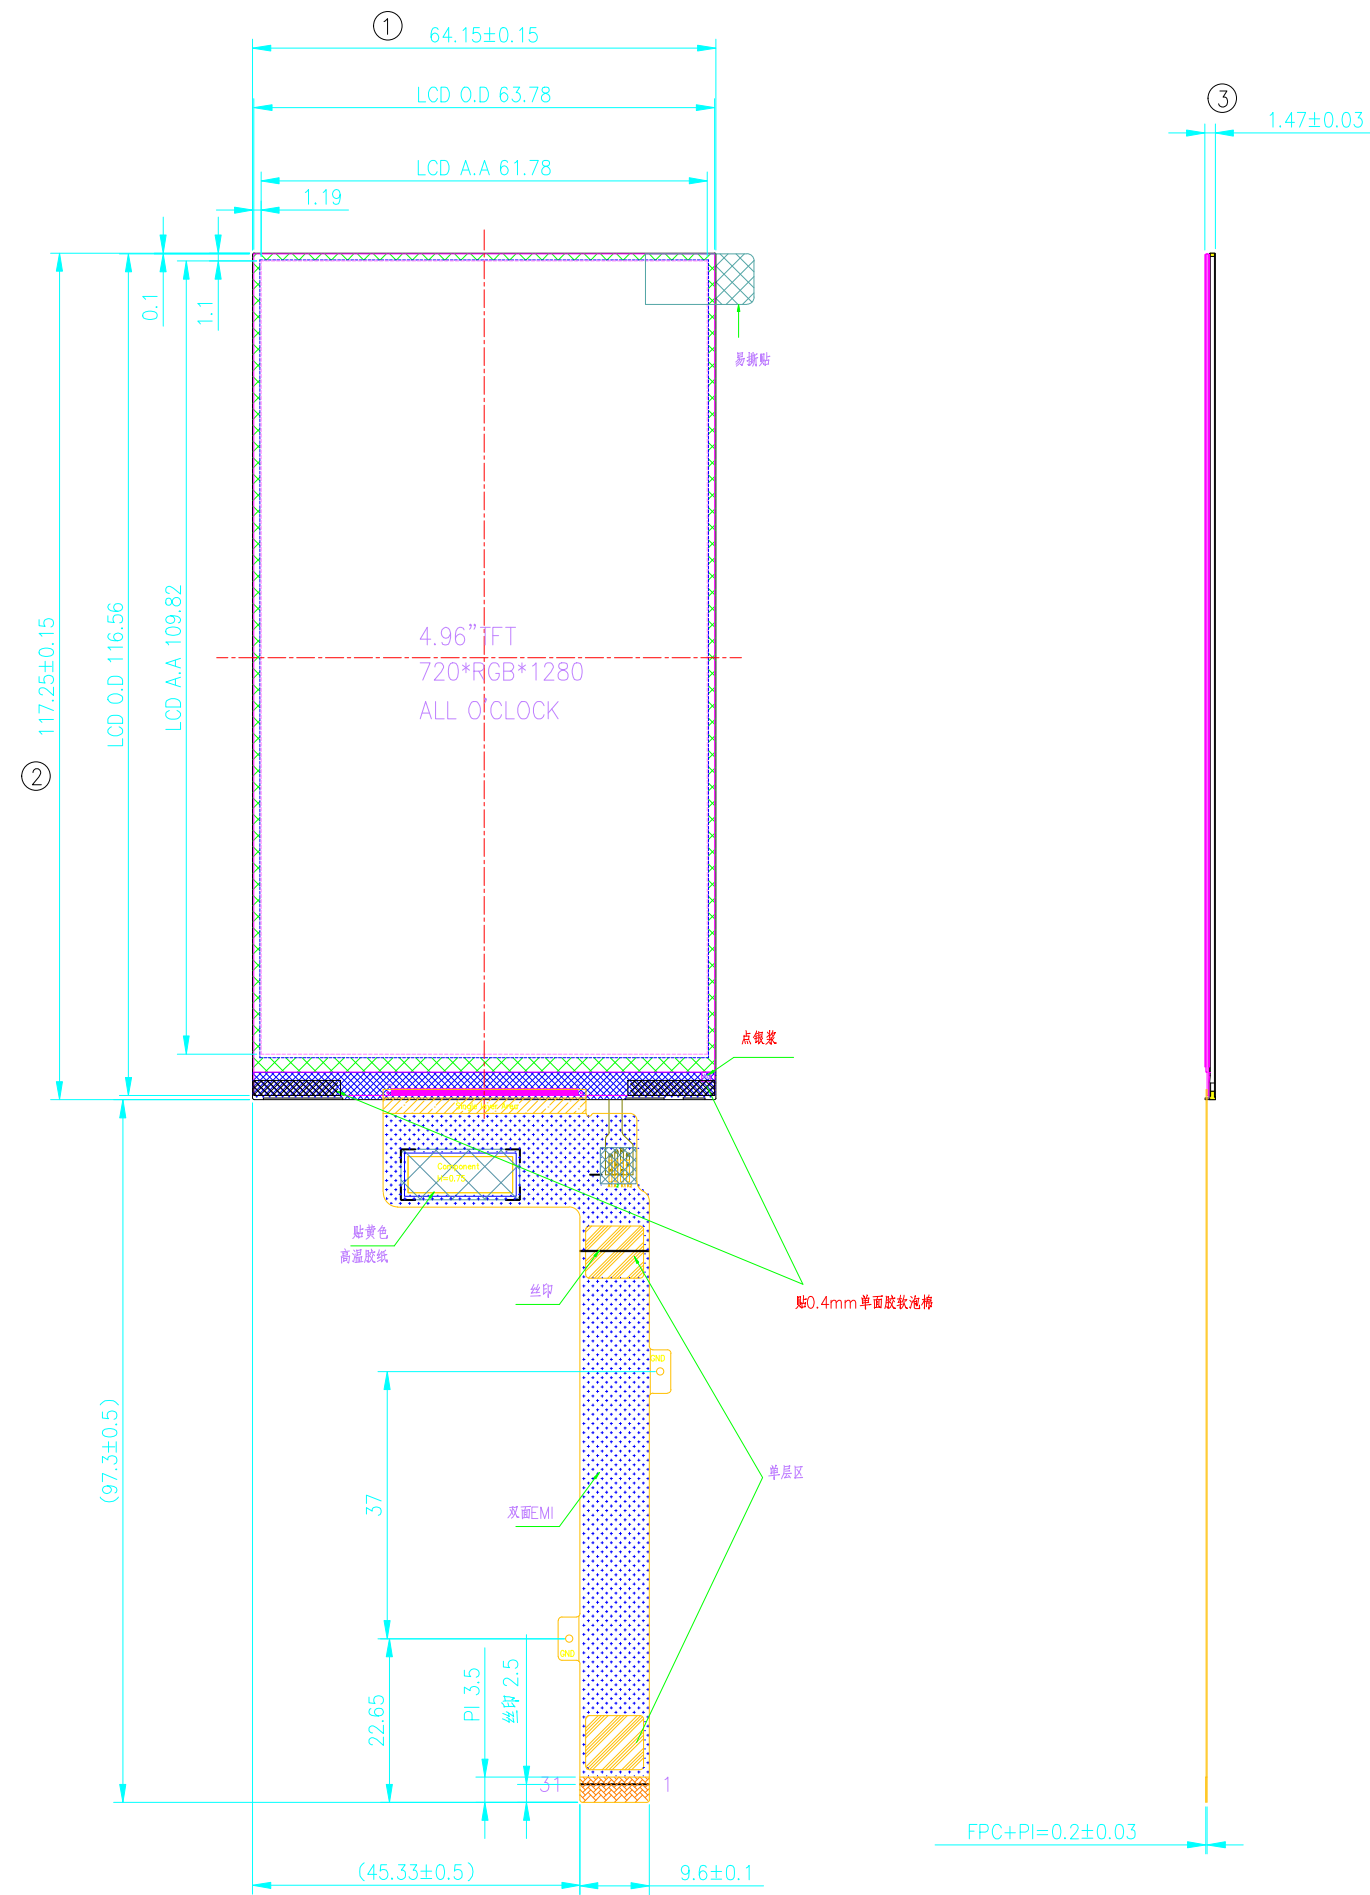 ①
64.15±0.15
LCD O.D 63.78
③
1.47±0.03
LCD A.A 61.78
1.19
0.1
1.1
易撕贴
117.25±0.15
LCD O.D 116.56
LCD A.A 109.82
4.96”TFT
720*RGB*1280
ALL O'CLOCK
②
点银浆
Component
贴黄色
高温胶纸
丝印
贴0.4mm单面胶软泡棉
GND
(97.3±0.5)
37
单层区
双面EMI
GND
22.65
PI 3.5
丝印 2.5
31
1
FPC+PI=0.2±0.03
(45.33±0.5)
9.6±0.1